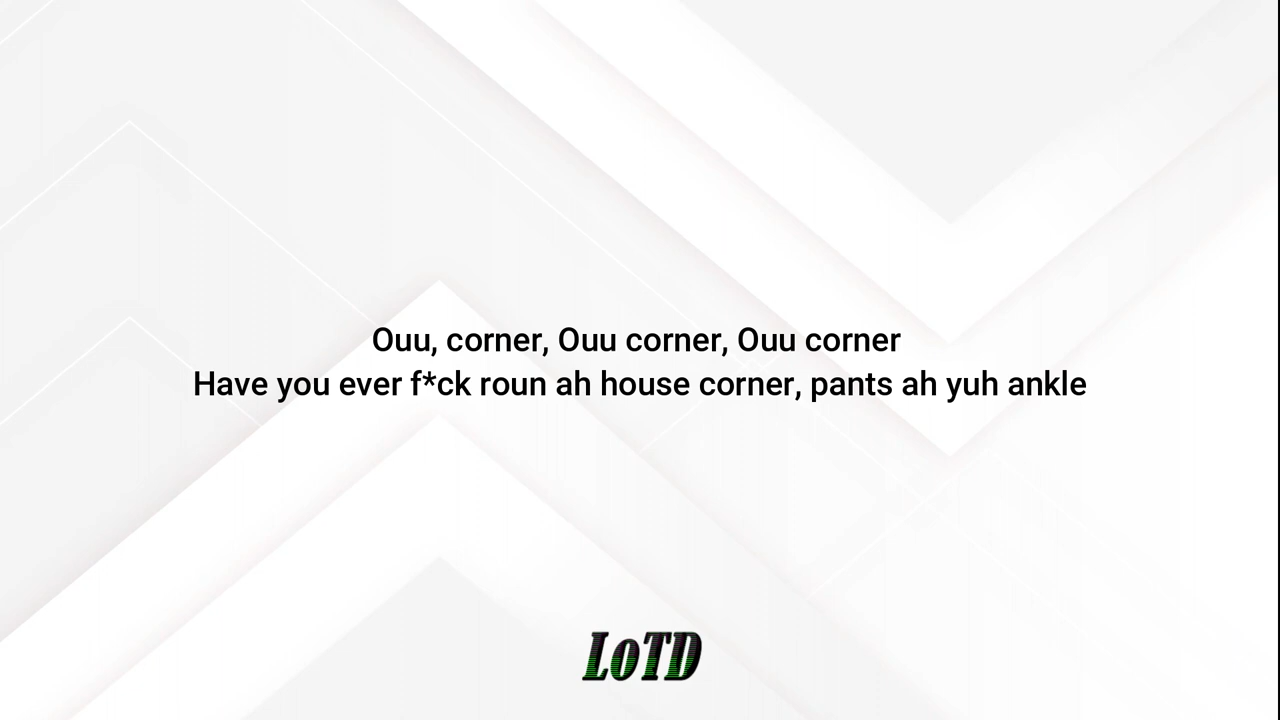 Ouu, corner, Ouu corner, Ouu corner
Have you ever f*ck roun ah house corner, pants ah yuh ankle
LoTD